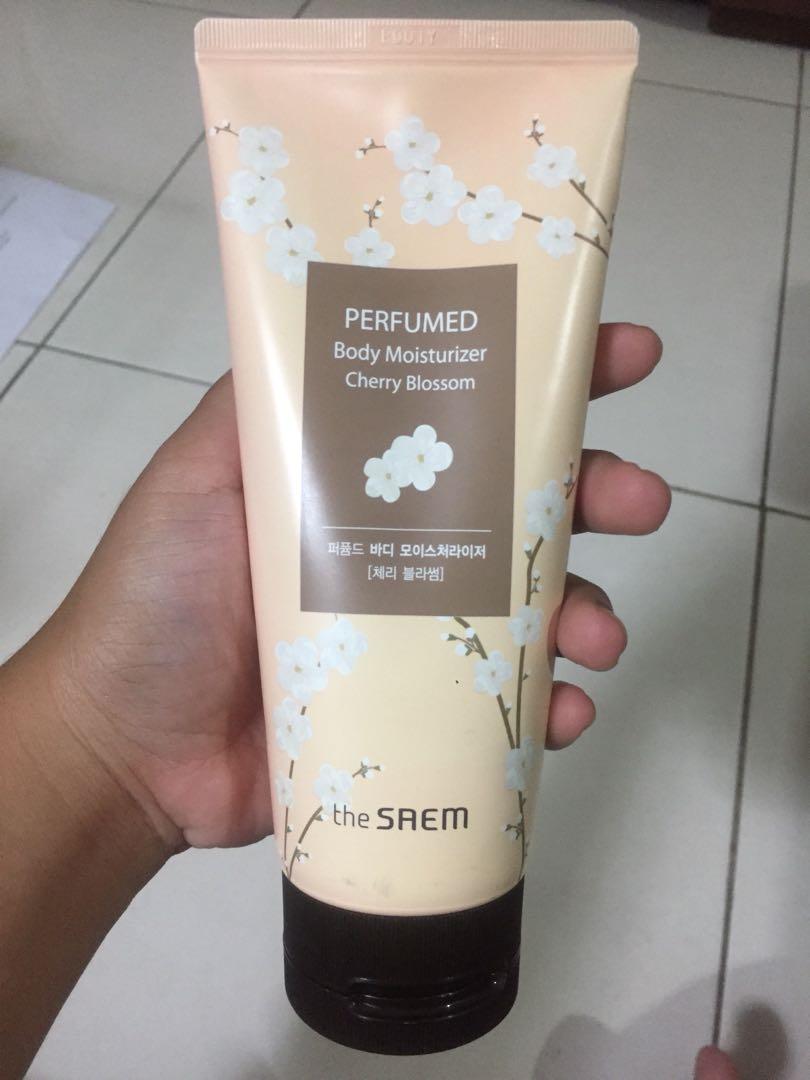 PERFUMED
Body Moisturizer
Cherry Blossom
퍼퓸드 바디 모이스처라이저
[체리 블라썸]
the SAEM